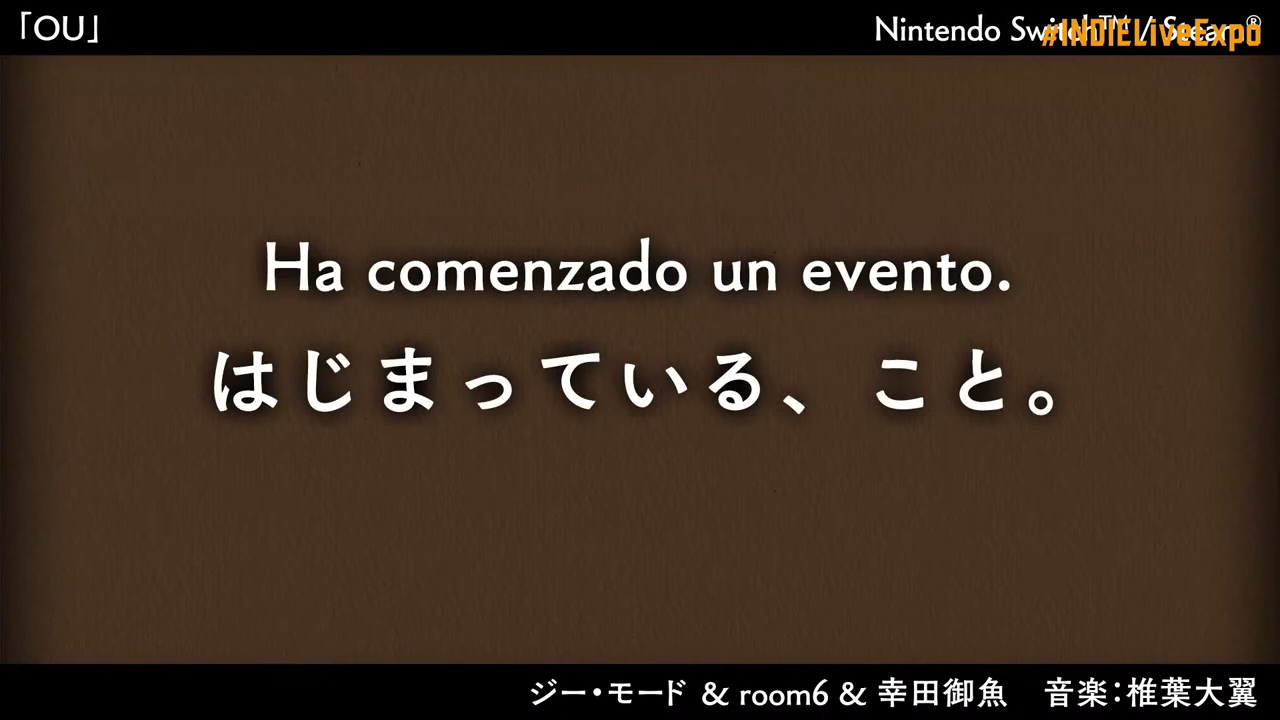 「OU」
Nintendo Switch™ / Steam®
#INDIELiveExpo
Ha comenzado un evento.
はじまっている、こと。
ジー・モード & room6 & 幸田御魚　音楽：椎葉大翼